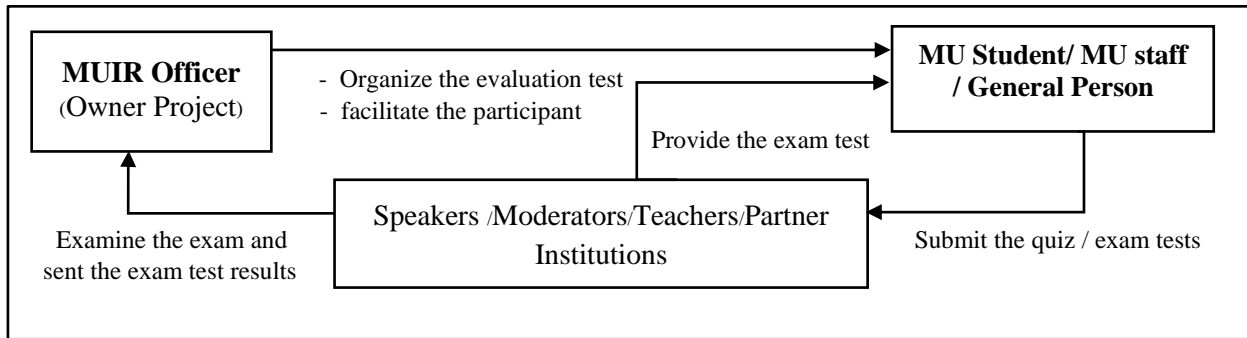 MUIR Officer
(Owner Project)
- Organize the evaluation test
- facilitate the participant
MU Student/ MU staff
/ General Person
Provide the exam test
Speakers /Moderators/Teachers/Partner
Institutions
Examine the exam and
sent the exam test results
Submit the quiz / exam tests